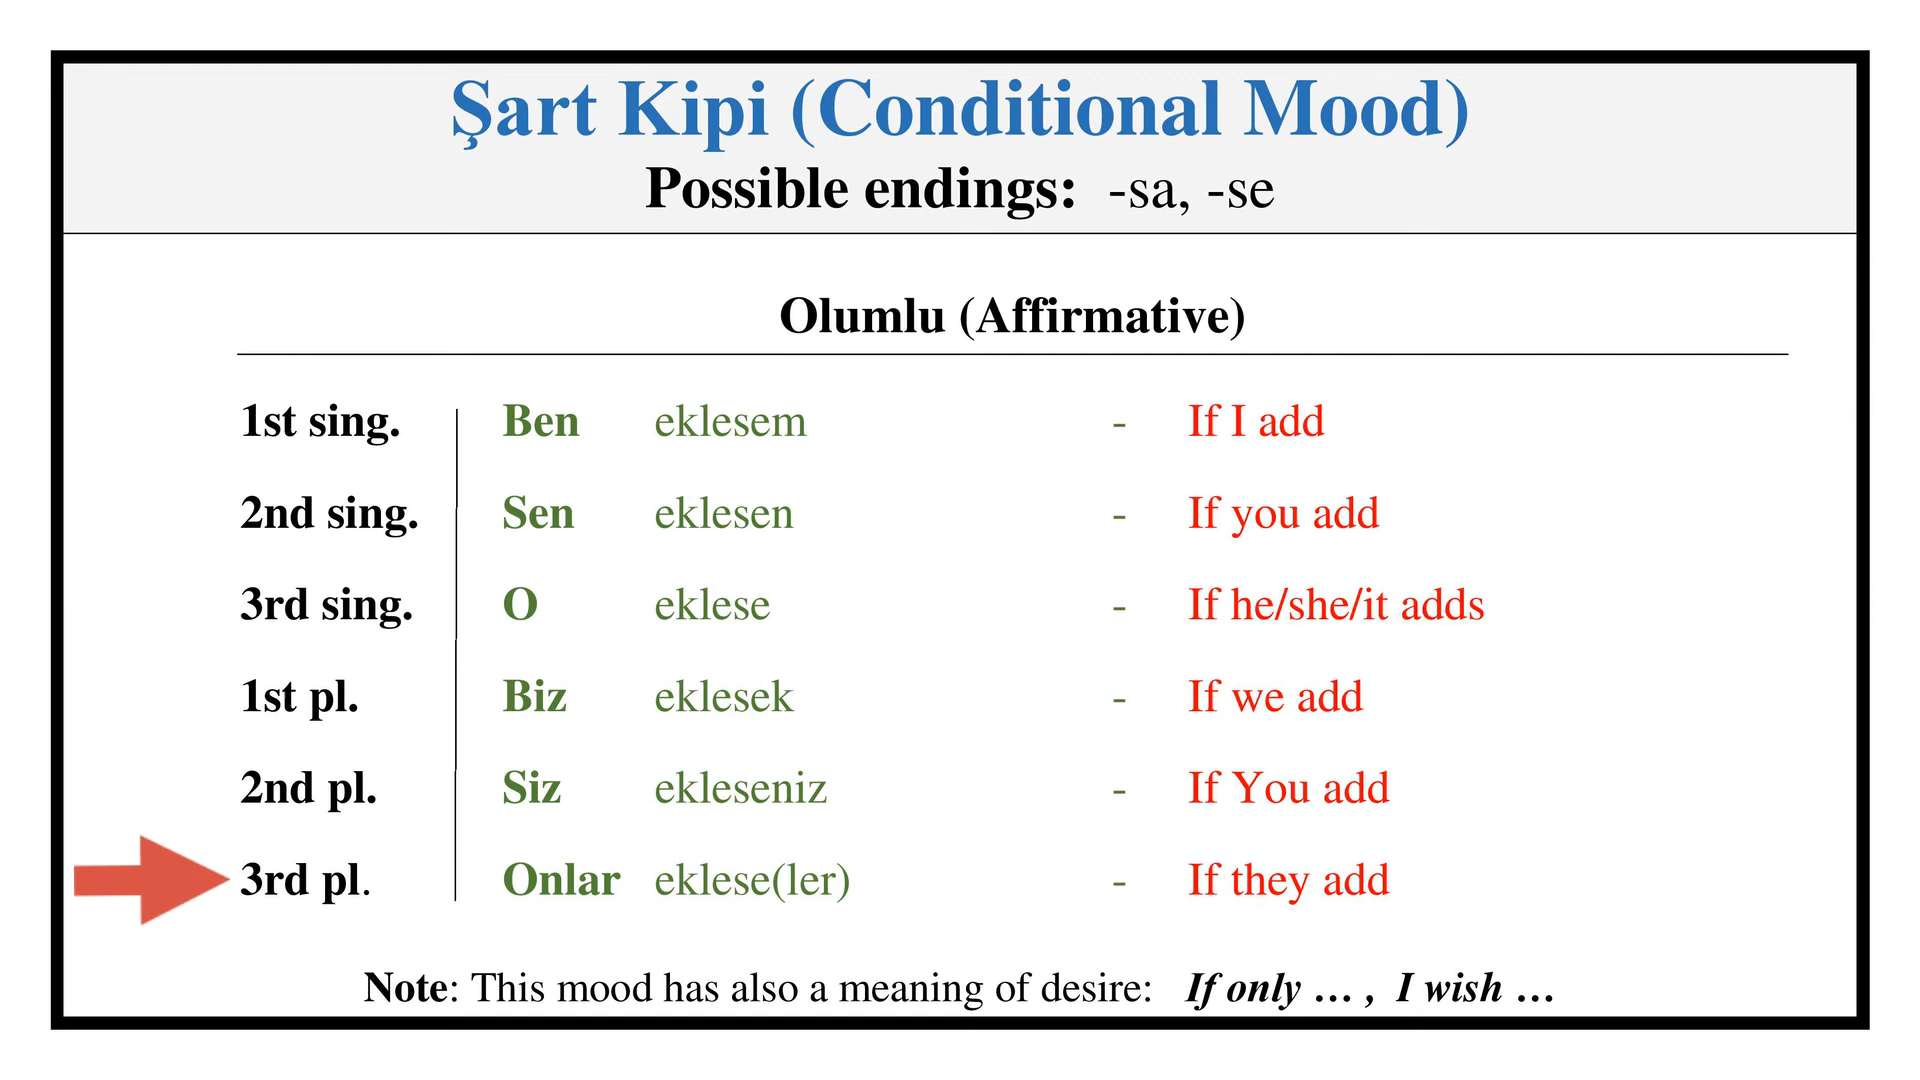 Şart Kipi (Conditional Mood)
Possible endings: -sa, -se
Olumlu (Affirmative)
1st sing. Ben eklesem - If I add
2nd sing. Sen eklesen - If you add
3rd sing. O eklese - If he/she/it adds
1st pl. Biz eklesek - If we add
2nd pl. Siz ekleseniz - If You add
3rd pl. Onlar eklese(ler) - If they add
Note: This mood has also a meaning of desire: If only … , I wish …